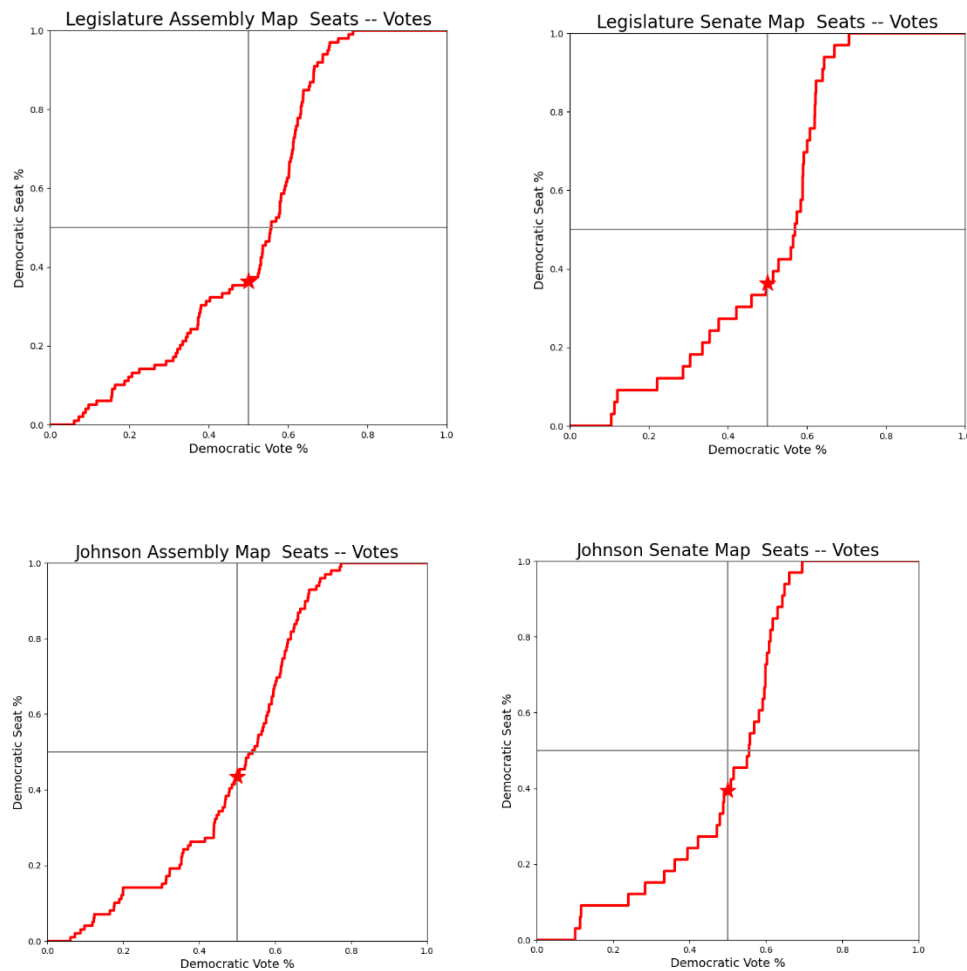 Legislature Assembly Map Seats -- Votes
1.0
0.8
0.6
0.4
0.2
0.0
Democratic Seat %
0.0 0.2 0.4 0.6 0.8 1.0
Democratic Vote %
Legislature Senate Map Seats -- Votes
1.0
0.8
0.6
0.4
0.2
0.0
Democratic Seat %
0.0 0.2 0.4 0.6 0.8 1.0
Democratic Vote %
Johnson Assembly Map Seats -- Votes
1.0
0.8
0.6
0.4
0.2
0.0
Democratic Seat %
0.0 0.2 0.4 0.6 0.8 1.0
Democratic Vote %
Johnson Senate Map Seats -- Votes
1.0
0.8
0.6
0.4
0.2
0.0
Democratic Seat %
0.0 0.2 0.4 0.6 0.8 1.0
Democratic Vote %